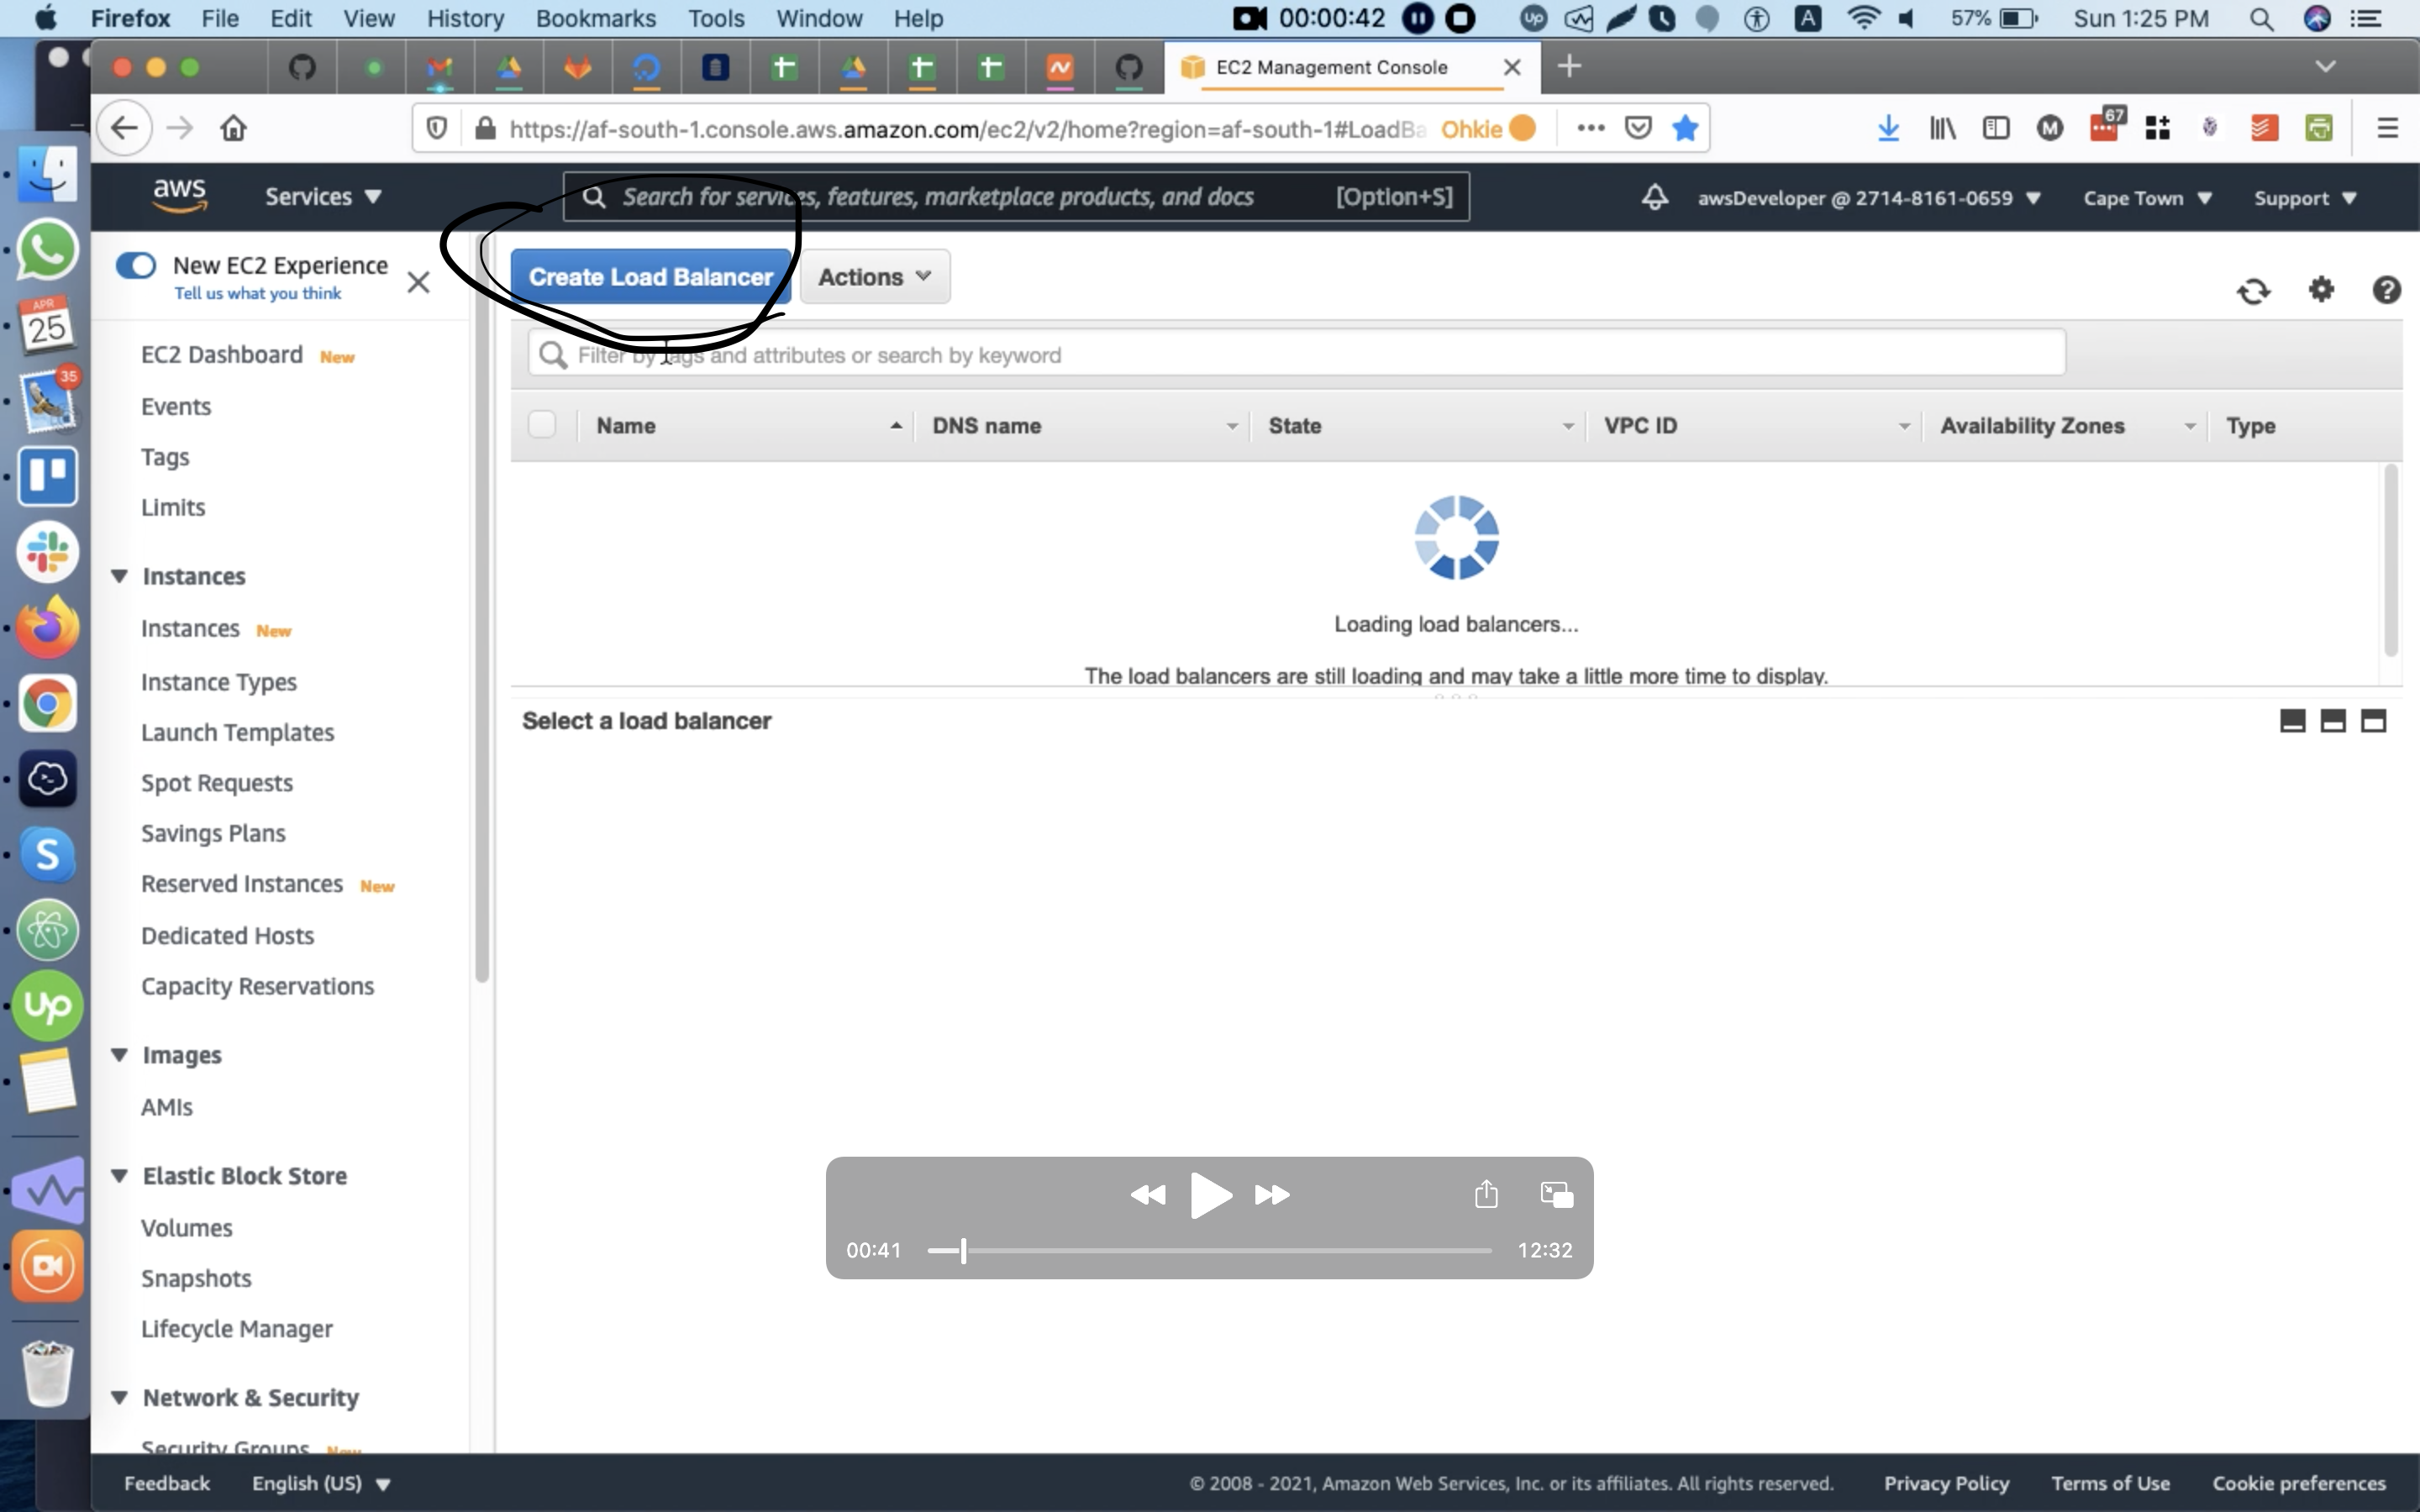 Firefox File Edit View History Bookmarks Tools Window Help 00:00:42 57% Sun 1:25 PM
EC2 Management Console
https://af-south-1.console.aws.amazon.com/ec2/v2/home?region=af-south-1#LoadBa Ohkie 67
aws Services Search for services, features, marketplace products, and docs [Option+S] awsDeveloper @ 2714-8161-0659 Cape Town Support
New EC2 Experience
Tell us what you think
Create Load Balancer Actions
APR
25
35
EC2 Dashboard New
Events
Tags
Limits
Instances
Instances New
Instance Types
Launch Templates
Spot Requests
Savings Plans
Reserved Instances New
Dedicated Hosts
Capacity Reservations
Images
AMIs
Elastic Block Store
Volumes
Snapshots
Lifecycle Manager
Network & Security
Security Groups New
Filter by tags and attributes or search by keyword
Name DNS name State VPC ID Availability Zones Type
Loading load balancers...
The load balancers are still loading and may take a little more time to display.
Select a load balancer
00:41 12:32
Feedback English (US) © 2008 - 2021, Amazon Web Services, Inc. or its affiliates. All rights reserved. Privacy Policy Terms of Use Cookie preferences